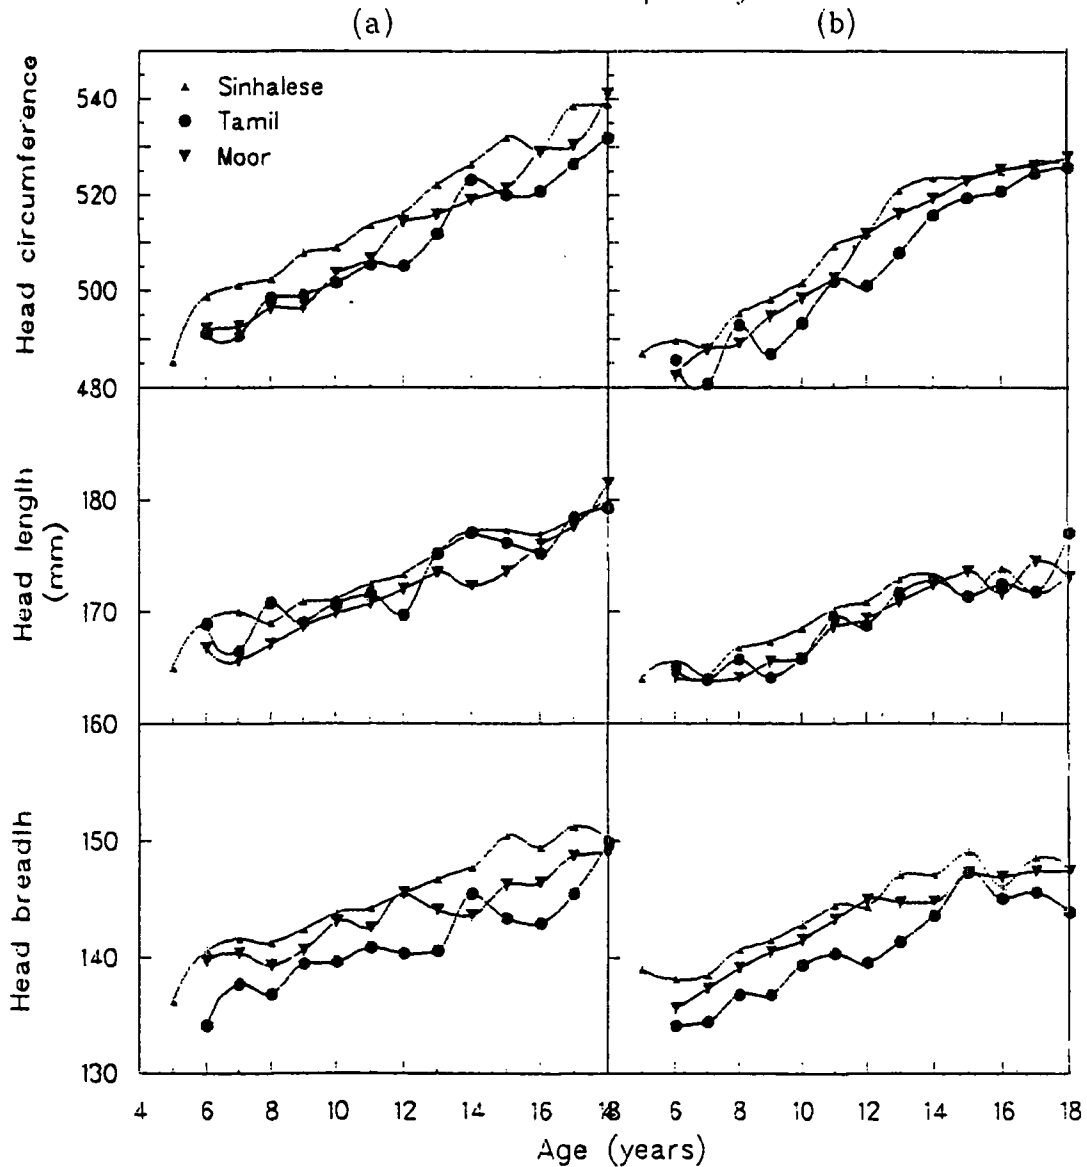 (a) (b)
Sinhalese
Tamil
Moor
Head circumference
540
520
500
480
Head length
(mm)
180
170
160
Head breadth
150
140
130
4 6 8 10 12 14 16 18 6 8 10 12 14 16 18
Age (years)